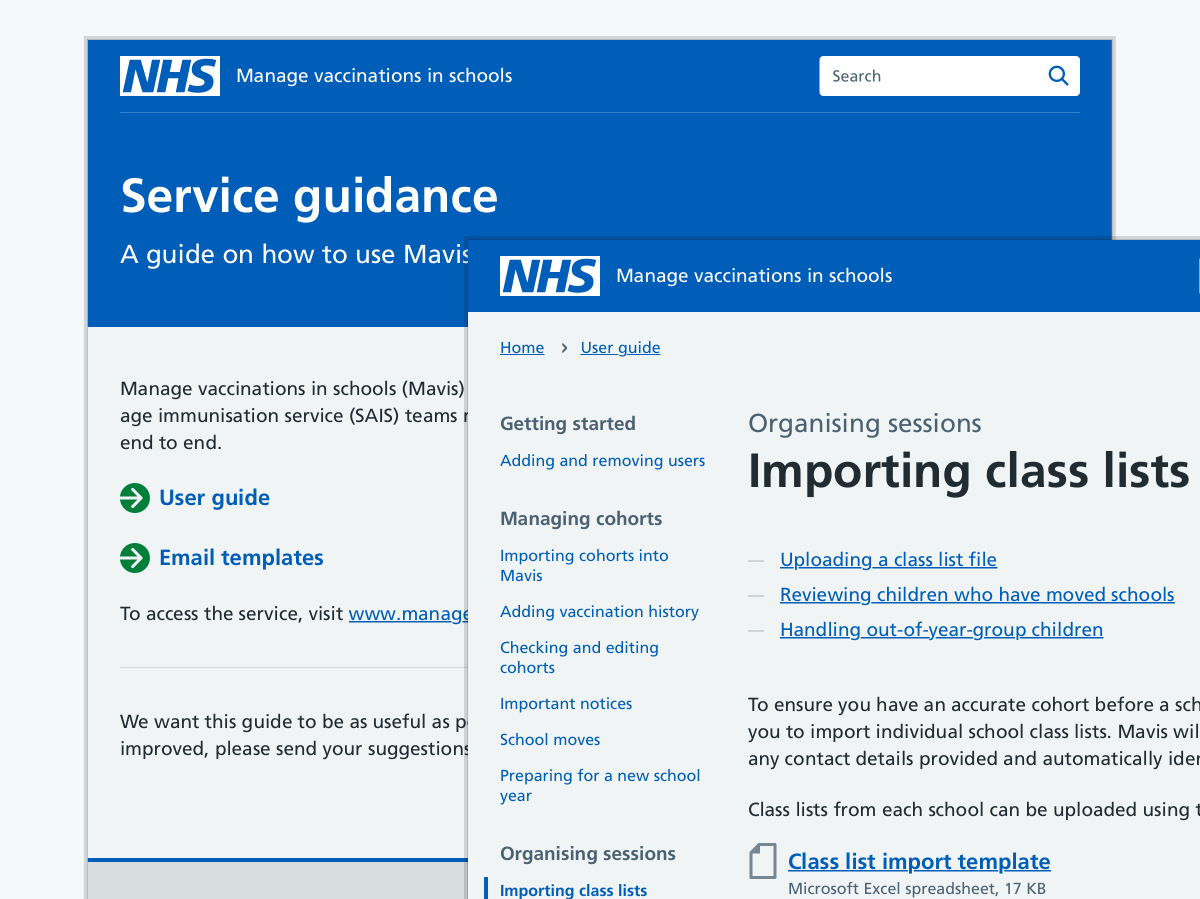 NHS Manage vaccinations in schools
Search
Service guidance
A guide on how to use Mavis
Manage vaccinations in schools (Mavis)
age immunisation service (SAIS) teams
end to end.
User guide
Email templates
To access the service, visit www.manage
We want this guide to be as useful as
improved, please send your suggestions
NHS Manage vaccinations in schools
Home › User guide
Getting started
Adding and removing users
Managing cohorts
Importing cohorts into
Mavis
Adding vaccination history
Checking and editing
cohorts
Important notices
School moves
Preparing for a new school
year
Organising sessions
Importing class lists
Organising sessions
Importing class lists
— Uploading a class list file
— Reviewing children who have moved schools
— Handling out-of-year-group children
To ensure you have an accurate cohort before a
you to import individual school class lists. Mavis
any contact details provided and automatically
Class lists from each school can be uploaded using
Class list import template
Microsoft Excel spreadsheet, 17 KB